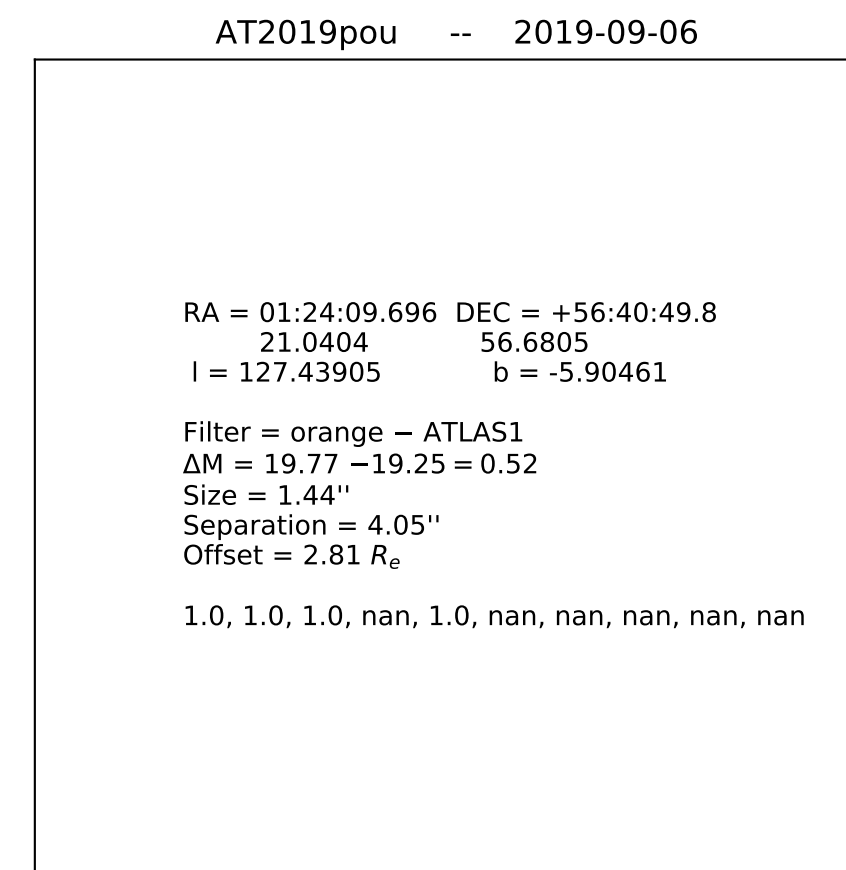 AT2019pou -- 2019-09-06
RA = 01:24:09.696 DEC = +56:40:49.8
21.0404 56.6805
l = 127.43905 b = -5.90461
Filter = orange − ATLAS1
ΔM = 19.77 −19.25 = 0.52
Size = 1.44''
Separation = 4.05''
Offset = 2.81 Re
1.0, 1.0, 1.0, nan, 1.0, nan, nan, nan, nan, nan